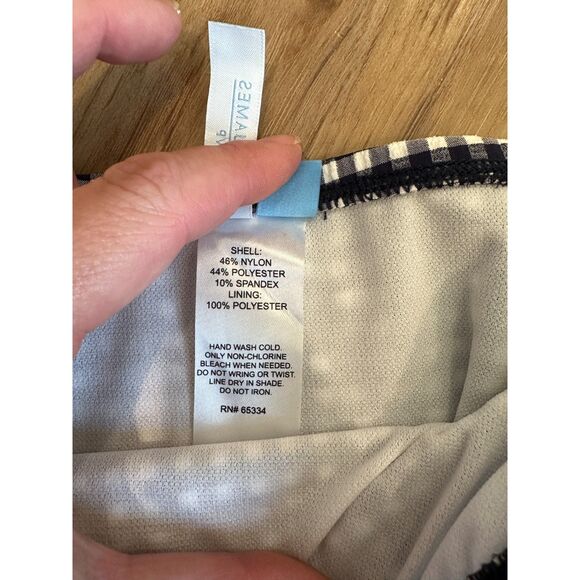 JAMES
SHELL:
46% NYLON
44% POLYESTER
10% SPANDEX
LINING:
100% POLYESTER
HAND WASH COLD.
ONLY NON-CHLORINE
BLEACH WHEN NEEDED.
DO NOT WRING OR TWIST.
LINE DRY IN SHADE.
DO NOT IRON.
RN# 65334